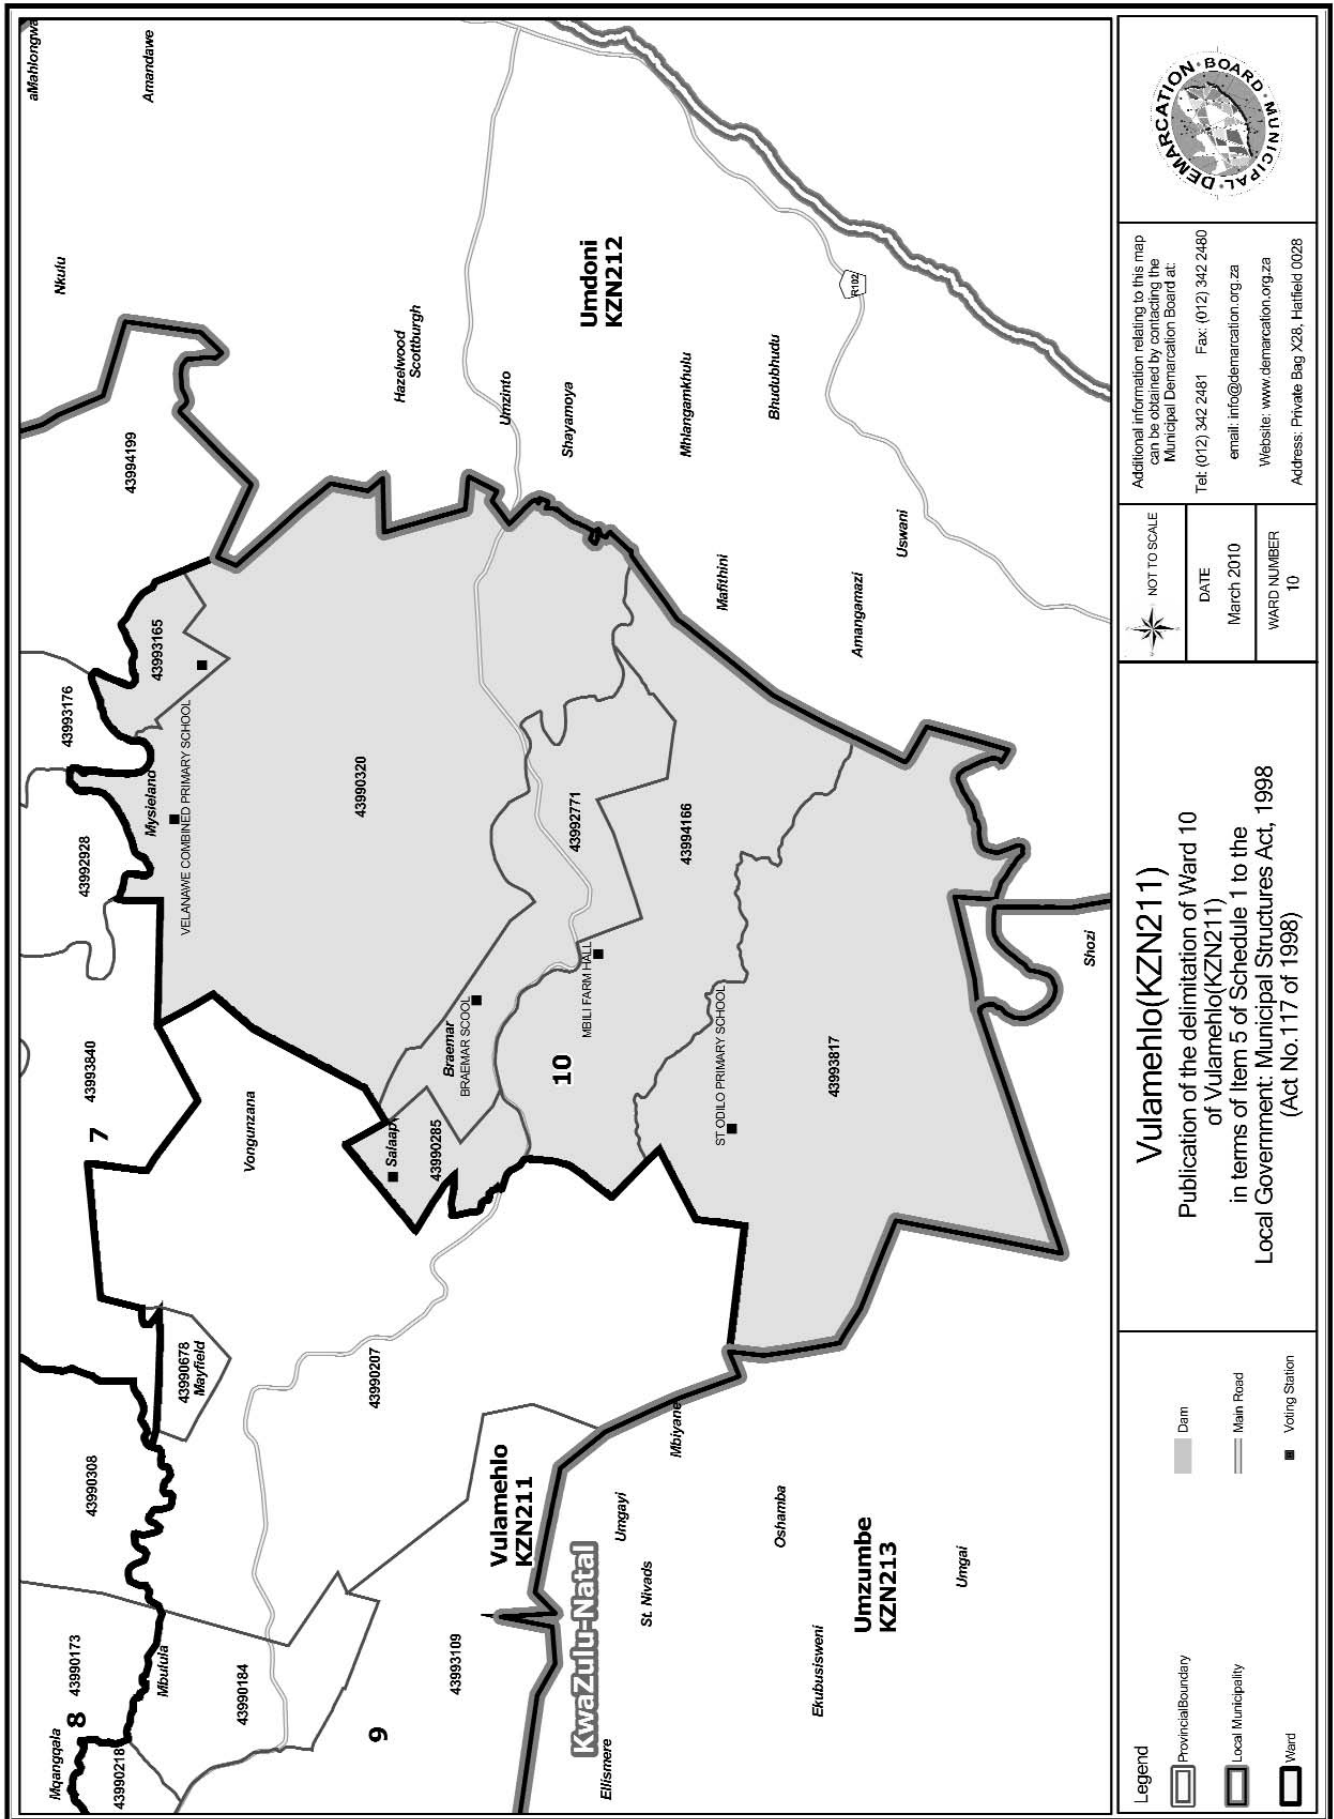 aMahlongwa
Amandawe
Nkulu
Hazelwood
Scottburgh
Umdoni
KZN212
Umzinto
Shayamoya
Mhlangamkhulu
Bhudubhudu
R102
Mafithini
Uswani
Amangamazi
Shozi
43994199
43993165
43993176
Mysieland
VELANAWE COMBINED PRIMARY SCHOOL
43992928
43990320
43992771
43994166
43993840
7
Vongunzana
Braemar
BRAEMAR SCOOL
MBILI FARM HALL
10
ST ODILO PRIMARY SCHOOL
43993817
Salaap
43990285
43990678
Mayfield
43990207
43990308
Vulamehlo
KZN211
KwaZulu-Natal
Mbiyane
Umgayi
St. Nivads
Oshamba
Umzumbe
KZN213
Umgai
Ekubusisweni
Ellismere
43993109
9
43990184
Mbulula
43990173
8
Mqangqala
43990218
Legend
ProvincialBoundary
Local Municipality
Ward
Dam
Main Road
Voting Station
Vulamehlo(KZN211)
Publication of the delimitation of Ward 10
of Vulamehlo(KZN211)
in terms of Item 5 of Schedule 1 to the
Local Government: Municipal Structures Act, 1998
(Act No.117 of 1998)
NOT TO SCALE
DATE
March 2010
WARD NUMBER
10
Additional information relating to this map
can be obtained by contacting the
Municipal Demarcation Board at:
Tel: (012) 342 2481 Fax: (012) 342 2480
email: info@demarcation.org.za
Website: www.demarcation.org.za
Address: Private Bag X28, Hatfield 0028
MUNICIPAL DEMARCATION BOARD